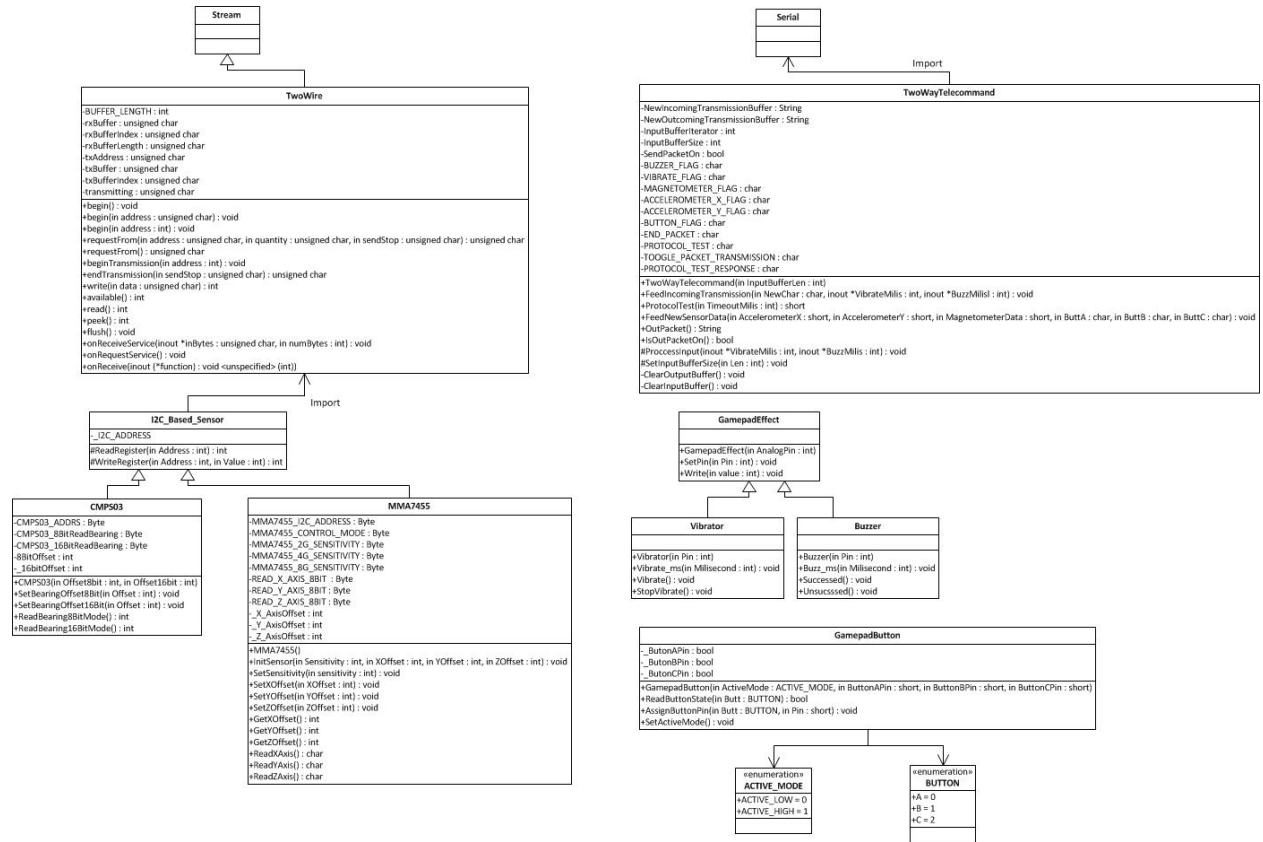 Stream
TwoWire
-BUFFER_LENGTH : int
-rxBuffer : unsigned char
-rxBufferIndex : unsigned char
-rxBufferLength : unsigned char
-txAddress : unsigned char
-txBuffer : unsigned char
-txBufferIndex : unsigned char
-transmitting : unsigned char
+begin() : void
+begin(in address : unsigned char) : void
+begin(in address : int) : void
+requestFrom(in address : unsigned char, in quantity : unsigned char, in sendStop : unsigned char) : unsigned char
+requestFrom() : unsigned char
+beginTransmission(in address : int) : void
+endTransmission(in sendStop : unsigned char) : unsigned char
+write(in data : unsigned char) : int
+available() : int
+read() : int
+peek() : int
+flush() : void
+onReceiveService(inout *inBytes : unsigned char, in numBytes : int) : void
+onRequestService() : void
+onReceive(inout (*function) : void <unspecified> (int))
Import
I2C_Based_Sensor
-_I2C_ADDRESS
#ReadRegister(in Address : int) : int
#WriteRegister(in Address : int, in Value : int) : int
CMPS03
-CMPS03_ADDRS : Byte
-CMPS03_8BitReadBearing : Byte
-CMPS03_16BitReadBearing : Byte
-8BitOffset : int
-_16bitOffset : int
+CMPS03(in Offset8bit : int, in Offset16bit : int)
+SetBearingOffset8Bit(in Offset : int) : void
+SetBearingOffset16Bit(in Offset : int) : void
+ReadBearing8BitMode() : int
+ReadBearing16BitMode() : int
MMA7455
-MMA7455_I2C_ADDRESS : Byte
-MMA7455_CONTROL_MODE : Byte
-MMA7455_2G_SENSITIVITY : Byte
-MMA7455_4G_SENSITIVITY : Byte
-MMA7455_8G_SENSITIVITY : Byte
-READ_X_AXIS_8BIT : Byte
-READ_Y_AXIS_8BIT : Byte
-READ_Z_AXIS_8BIT : Byte
-_X_AxisOffset : int
-_Y_AxisOffset : int
-_Z_AxisOffset : int
+MMA7455()
+InitSensor(in Sensitivity : int, in XOffset : int, in YOffset : int, in ZOffset : int) : void
+SetSensitivity(in sensitivity : int) : void
+SetXOffset(in XOffset : int) : void
+SetYOffset(in YOffset : int) : void
+SetZOffset(in ZOffset : int) : void
+GetXOffset() : int
+GetYOffset() : int
+GetZOffset() : int
+ReadXAxis() : char
+ReadYAxis() : char
+ReadZAxis() : char
Serial
Import
TwoWayTelecommand
-NewIncomingTransmissionBuffer : String
-NewOutcomingTransmissionBuffer : String
-InputBufferIterator : int
-InputBufferSize : int
-SendPacketOn : bool
-BUZZER_FLAG : char
-VIBRATE_FLAG : char
-MAGNETOMETER_FLAG : char
-ACCELEROMETER_X_FLAG : char
-ACCELEROMETER_Y_FLAG : char
-BUTTON_FLAG : char
-END_PACKET : char
-PROTOCOL_TEST : char
-TOOGLE_PACKET_TRANSMISSION : char
-PROTOCOL_TEST_RESPONSE : char
+TwoWayTelecommand(in InputBufferLen : int)
+FeedIncomingTransmission(in NewChar : char, inout *VibrateMilis : int, inout *BuzzMilisl : int) : void
+ProtocolTest(in TimeoutMilis : int) : short
+FeedNewSensorData(in AccelerometerX : short, in AccelerometerY : short, in MagnetometerData : short, in ButtA : char, in ButtB : char, in ButtC : char) : void
+OutPacket() : String
+IsOutPacketOn() : bool
#ProccessInput(inout *VibrateMilis : int, inout *BuzzMilis : int) : void
#SetInputBufferSize(in Len : int) : void
-ClearOutputBuffer() : void
-ClearInputBuffer() : void
GamepadEffect
+GamepadEffect(in AnalogPin : int)
+SetPin(in Pin : int) : void
+Write(in value : int) : void
Vibrator
+Vibrator(in Pin : int)
+Vibrate_ms(in Milisecond : int) : void
+Vibrate() : void
+StopVibrate() : void
Buzzer
+Buzzer(in Pin : int)
+Buzz_ms(in Milisecond : int) : void
+Successed() : void
+Unsucsssed() : void
GamepadButton
-_ButonAPin : bool
-_ButonBPin : bool
-_ButonCPin : bool
+GamepadButton(in ActiveMode : ACTIVE_MODE, in ButtonAPin : short, in ButtonBPin : short, in ButtonCPin : short)
+ReadButtonState(in Butt : BUTTON) : bool
+AssignButtonPin(in Butt : BUTTON, in Pin : short) : void
+SetActiveMode() : void
«enumeration»
ACTIVE_MODE
+ACTIVE_LOW = 0
+ACTIVE_HIGH = 1
«enumeration»
BUTTON
+A = 0
+B = 1
+C = 2